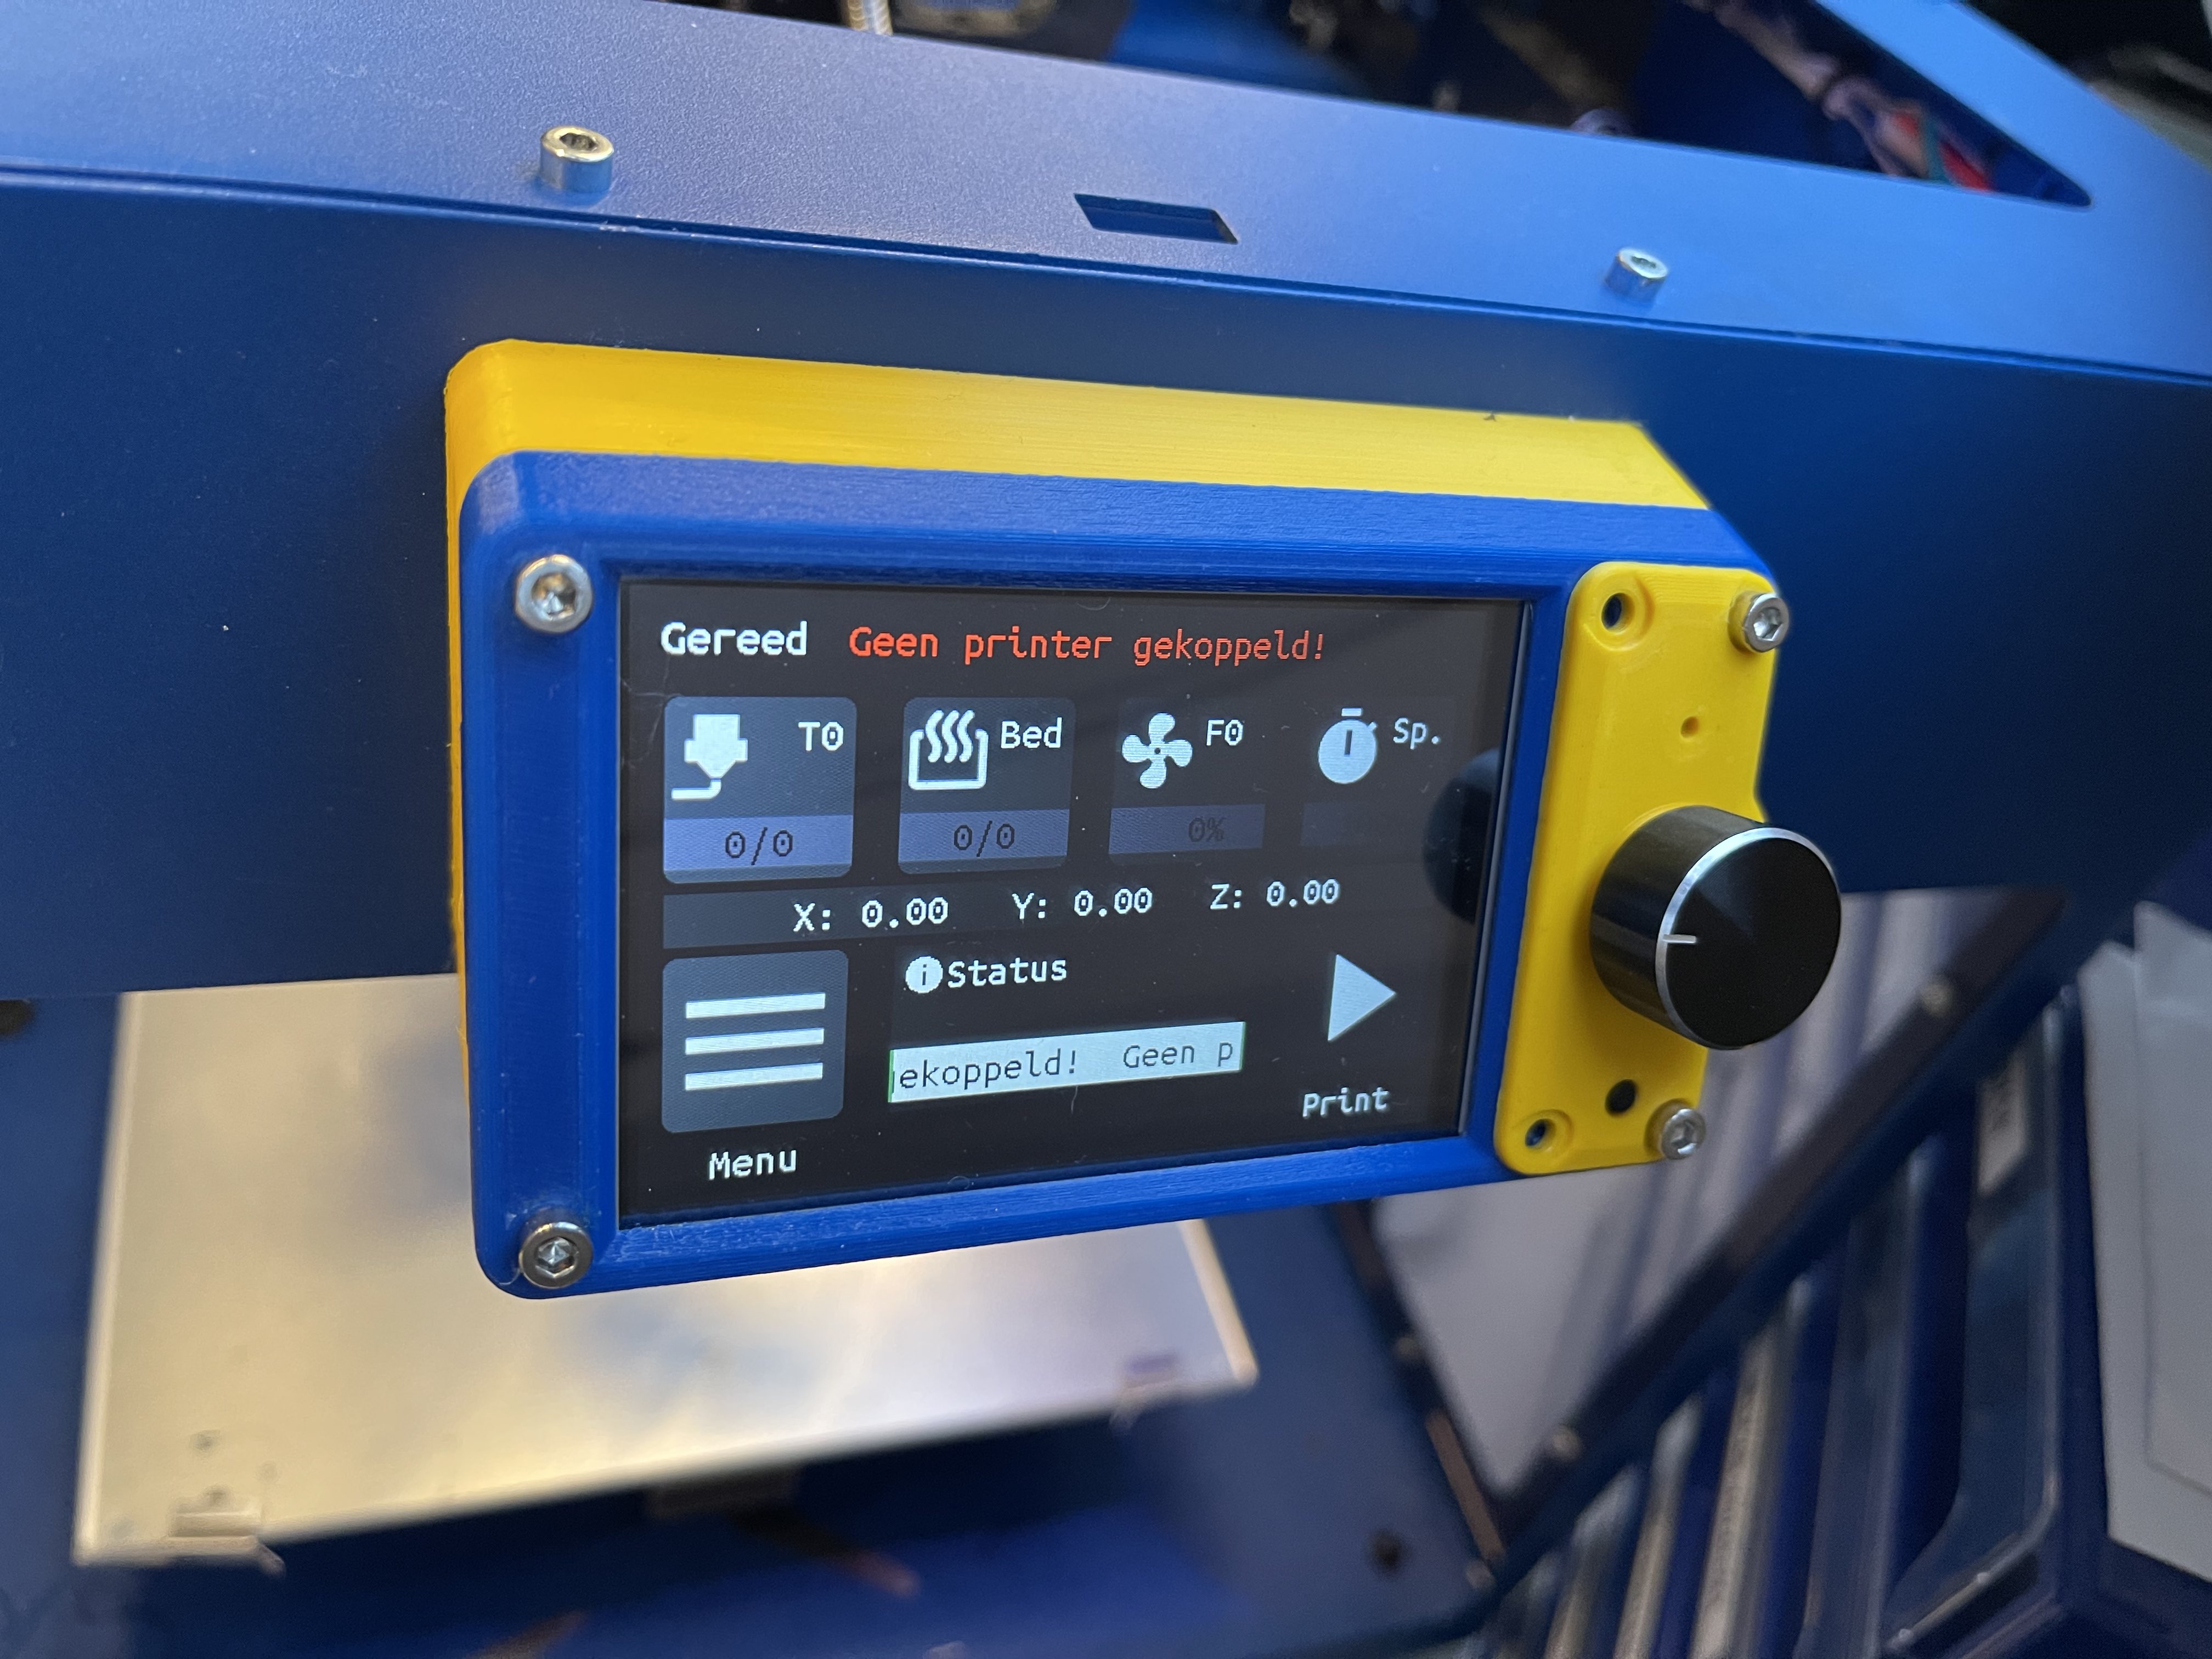 Gereed Geen printer gekoppeld!
T0 Bed F0 Sp.
0/0 0/0 0%
X: 0.00 Y: 0.00 Z: 0.00
Status
ekoppeld! Geen p
Menu Print